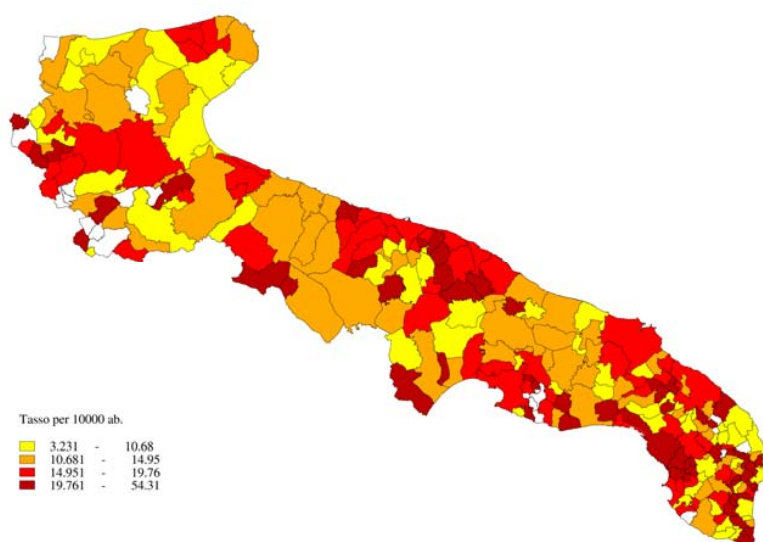 Tasso per 10000 ab.
3.231 - 10.68
10.681 - 14.95
14.951 - 19.76
19.761 - 54.31